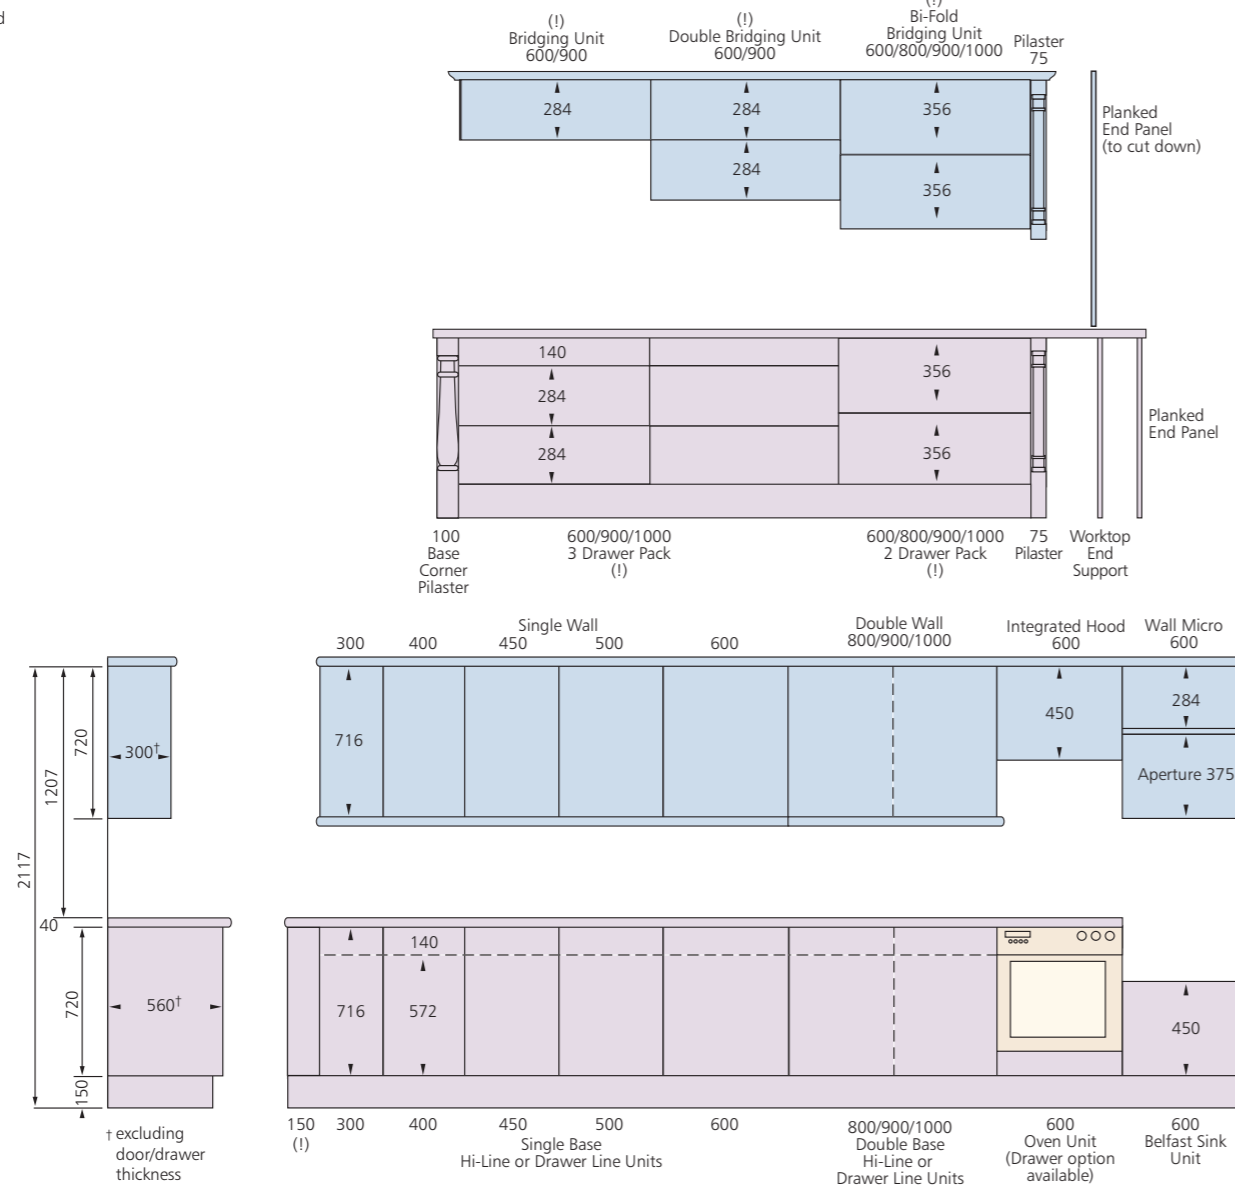 d
(!)
Bridging Unit
600/900
(!)
Double Bridging Unit
600/900
(!)
Bi-Fold
Bridging Unit
600/800/900/1000
Pilaster
75
284
284
356
284
356
Planked
End Panel
(to cut down)
140
284
284
356
356
Planked
End Panel
100
Base
Corner
Pilaster
600/900/1000
3 Drawer Pack
(!)
600/800/900/1000
2 Drawer Pack
(!)
75
Pilaster
Worktop
End
Support
Single Wall
300 400 450 500 600
Double Wall
800/900/1000
Integrated Hood
600
Wall Micro
600
720
300†
1207
2117
716
450
284
Aperture 375
40
720
560†
150
140
716
572
450
† excluding
door/drawer
thickness
150
(!)
300 400 450 500 600
Single Base
Hi-Line or Drawer Line Units
800/900/1000
Double Base
Hi-Line or
Drawer Line Units
600
Oven Unit
(Drawer option
available)
600
Belfast Sink
Unit